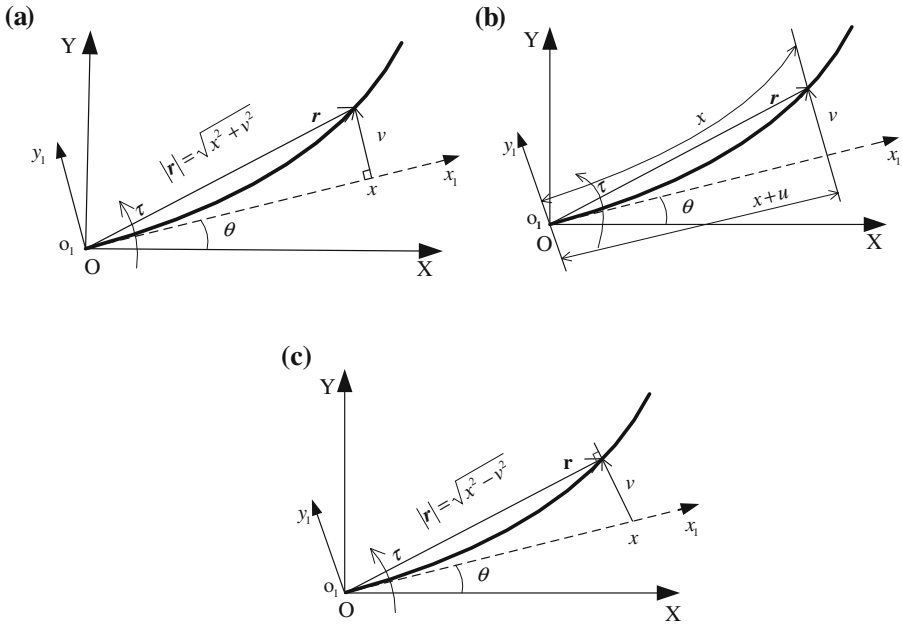 (a)
Y
|r| = √x² + v²
r
v
y₁
x₁
x
τ
θ
o₁
O
X
(b)
Y
r
x
v
y₁
x₁
τ
x+u
θ
o₁
O
X
(c)
Y
|r| = √x² − v²
r
v
y₁
x₁
x
τ
θ
o₁
O
X